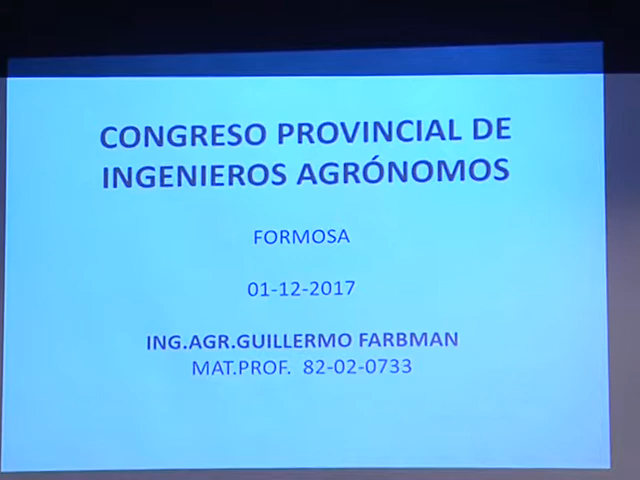 CONGRESO PROVINCIAL DE
INGENIEROS AGRÓNOMOS
FORMOSA
01-12-2017
ING.AGR.GUILLERMO FARBMAN
MAT.PROF. 82-02-0733